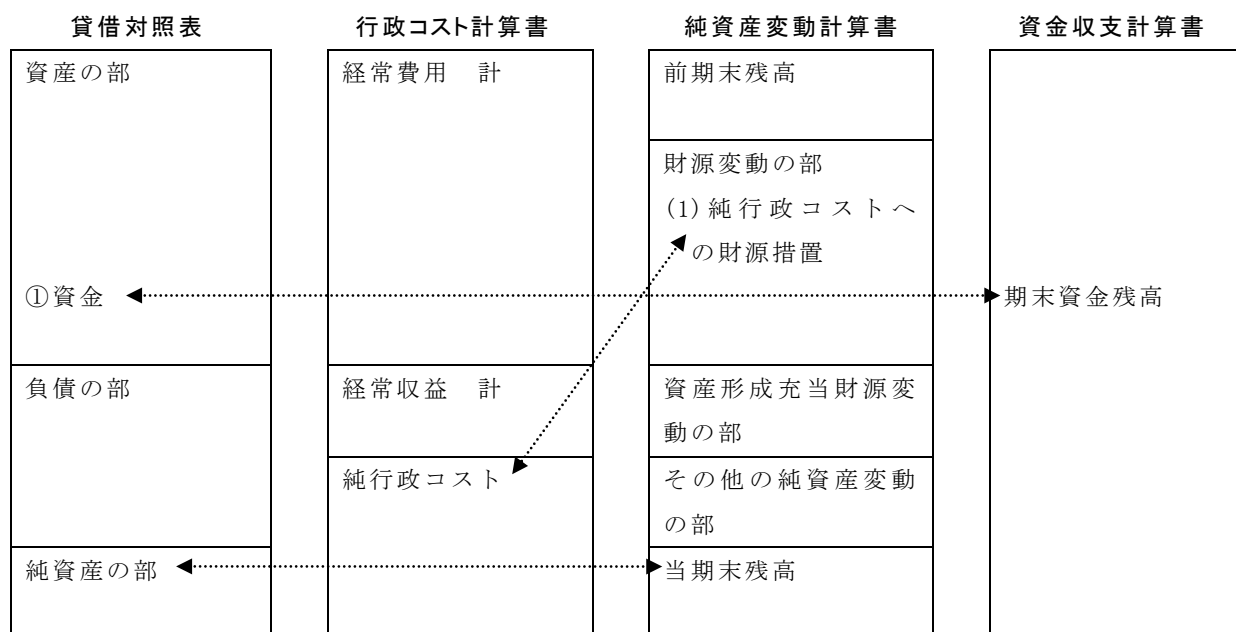 貸借対照表
資産の部
①資金
負債の部
純資産の部
行政コスト計算書
経常費用　計
経常収益　計
純行政コスト
純資産変動計算書
前期末残高
財源変動の部
(1)純行政コストへ
の財源措置
資産形成充当財源変
動の部
その他の純資産変動
の部
当期末残高
資金収支計算書
期末資金残高